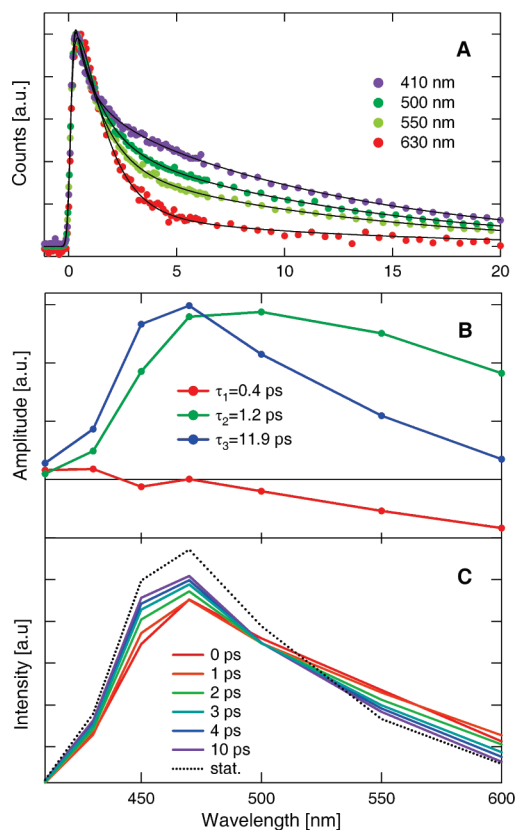 A
410 nm
500 nm
550 nm
630 nm
Counts [a.u.]
0 5 10 15 20
B
τ1=0.4 ps
τ2=1.2 ps
τ3=11.9 ps
Amplitude [a.u.]
C
0 ps
1 ps
2 ps
3 ps
4 ps
10 ps
stat.
Intensity [a.u]
450 500 550 600
Wavelength [nm]